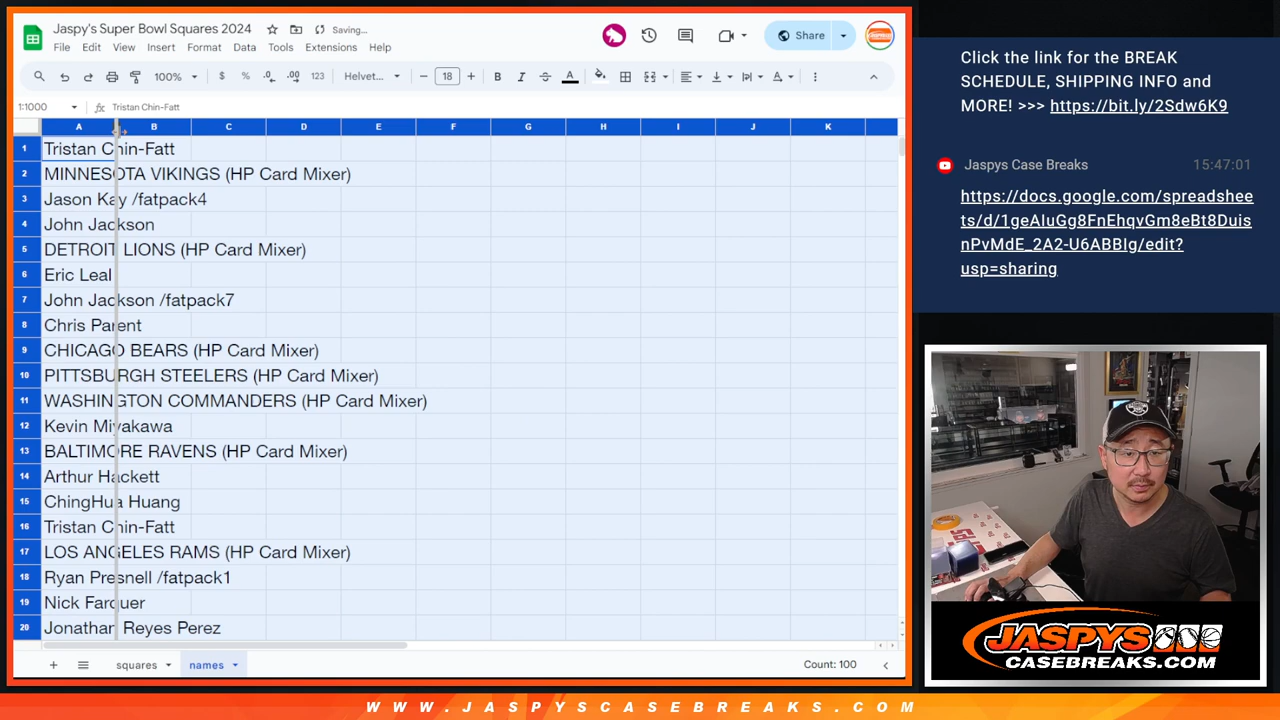 Jaspy's Super Bowl Squares 2024
Saving...
File Edit View Insert Format Data Tools Extensions Help
Share
100% $ % .0 .00 123 Helvet... − 18 + B I S A
1:1000 fx Tristan Chin-Fatt
A B C D E F G H I J K
1 Tristan Chin-Fatt
2 MINNESOTA VIKINGS (HP Card Mixer)
3 Jason Kay /fatpack4
4 John Jackson
5 DETROIT LIONS (HP Card Mixer)
6 Eric Leal
7 John Jackson /fatpack7
8 Chris Parent
9 CHICAGO BEARS (HP Card Mixer)
10 PITTSBURGH STEELERS (HP Card Mixer)
11 WASHINGTON COMMANDERS (HP Card Mixer)
12 Kevin Miyakawa
13 BALTIMORE RAVENS (HP Card Mixer)
14 Arthur Hackett
15 ChingHua Huang
16 Tristan Chin-Fatt
17 LOS ANGELES RAMS (HP Card Mixer)
18 Ryan Presnell /fatpack1
19 Nick Farquer
20 Jonathan Reyes Perez
+ squares names Count: 100
Click the link for the BREAK
SCHEDULE, SHIPPING INFO and
MORE! >>> https://bit.ly/2Sdw6K9
Jaspys Case Breaks 15:47:01
https://docs.google.com/spreadshee
ts/d/1geAIuGg8FnEhqvGm8eBt8Duis
nPvMdE_2A2-U6ABBIg/edit?
usp=sharing
JASPYS
CASEBREAKS.COM
WWW.JASPYSCASEBREAKS.COM